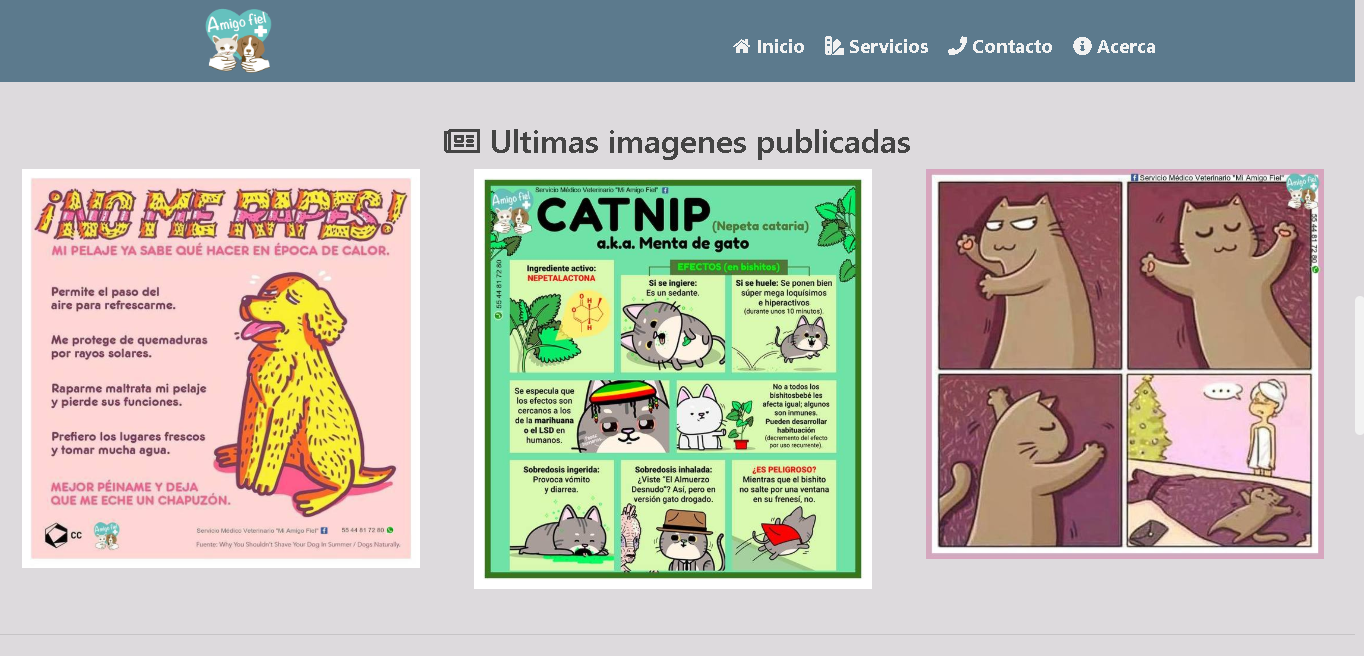 Amigo fiel
Inicio
Servicios
Contacto
Acerca
Ultimas imagenes publicadas
¡NO ME RAPES!
MI PELAJE YA SABE QUÉ HACER EN ÉPOCA DE CALOR.
Permite el paso del
aire para refrescarme.
Me protege de quemaduras
por rayos solares.
Raparme maltrata mi pelaje
y pierde sus funciones.
Prefiero los lugares frescos
y tomar mucha agua.
MEJOR PÉINAME Y DEJA
QUE ME ECHE UN CHAPUZÓN.
cc
Servicio Médico Veterinario "Mi Amigo Fiel"
55 44 81 72 80
Fuente: Why You Shouldn't Shave Your Dog In Summer / Dogs Naturally.
Servicio Médico Veterinario "Mi Amigo Fiel"
Amigo fiel
CATNIP
(Nepeta cataria)
a.k.a. Menta de gato
55 44 81 72 80
Ingrediente activo:
NEPETALACTONA
EFECTOS (en bishitos)
Si se ingiere:
Es un sedante.
Si se huele: Se ponen bien
súper mega loquísimos
e hiperactivos
(durante unos 10 minutos).
Se especula que
los efectos son
cercanos a los
de la marihuana
o el LSD en
humanos.
No a todos los
bishitosbebé les
afecta igual; algunos
son inmunes.
Pueden desarrollar
habituación
(decremento del efecto
por uso recurrente).
Sobredosis ingerida:
Provoca vómito
y diarrea.
Sobredosis inhalada:
¿Viste "El Almuerzo
Desnudo"? Así, pero en
versión gato drogado.
¿ES PELIGROSO?
Mientras que el bishito
no salte por una ventana
en su frenesí, no.
Servicio Médico Veterinario "Mi Amigo Fiel"
Amigo fiel
55 44 81 72 80
...